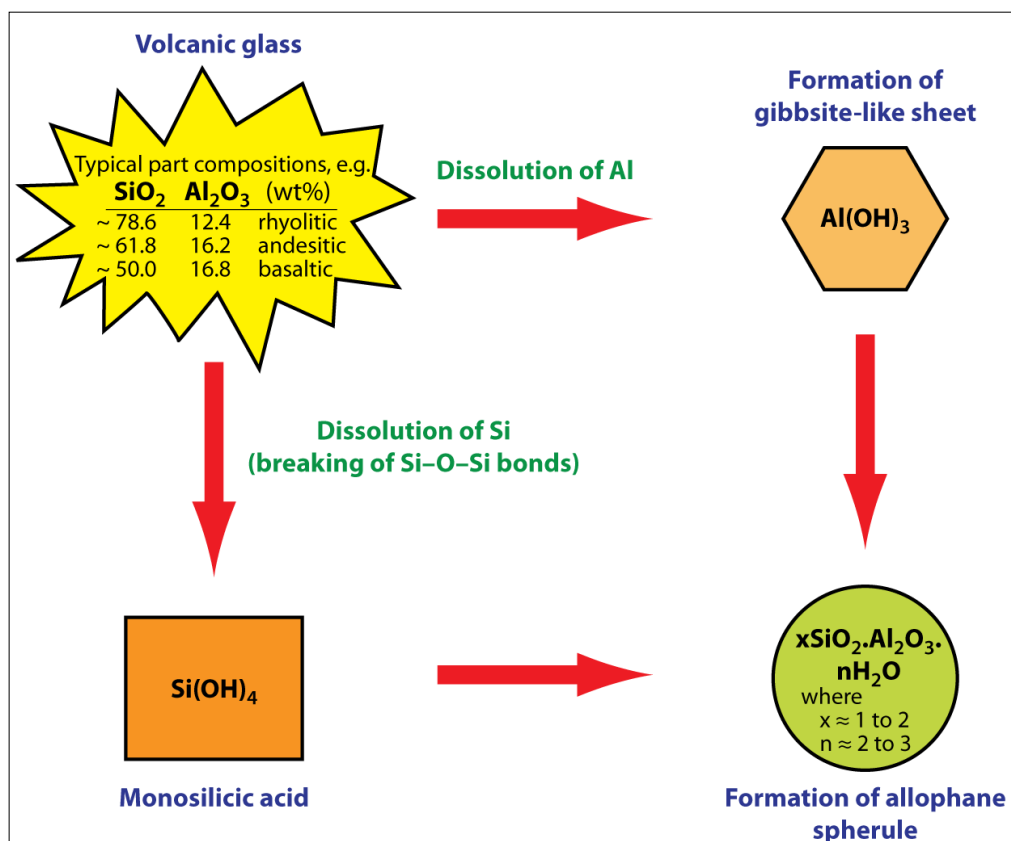 Volcanic glass
Typical part compositions, e.g.
SiO₂ Al₂O₃ (wt%)
~ 78.6 12.4 rhyolitic
~ 61.8 16.2 andesitic
~ 50.0 16.8 basaltic
Dissolution of Al
Formation of
gibbsite-like sheet
Al(OH)₃
Dissolution of Si
(breaking of Si–O–Si bonds)
Si(OH)₄
Monosilicic acid
xSiO₂.Al₂O₃.
nH₂O
where
x ≈ 1 to 2
n ≈ 2 to 3
Formation of allophane
spherule